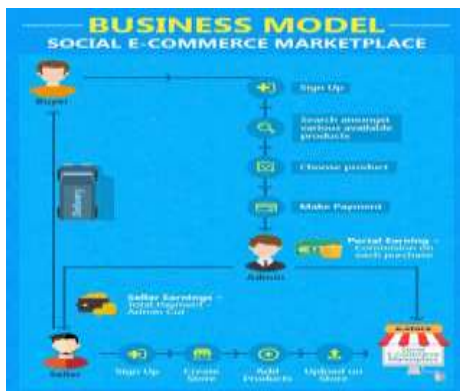 BUSINESS MODEL
SOCIAL E-COMMERCE MARKETPLACE
Buyer
Sign Up
Search amongst
various available
products
Choose product
Make Payment
Delivery
Portal Earning -
Commission on
each purchase
Admin
Seller Earnings -
Total Payment -
Admin Cut
Seller
Sign Up
Create
Store
Add
Products
Upload on
Store
Marketplace